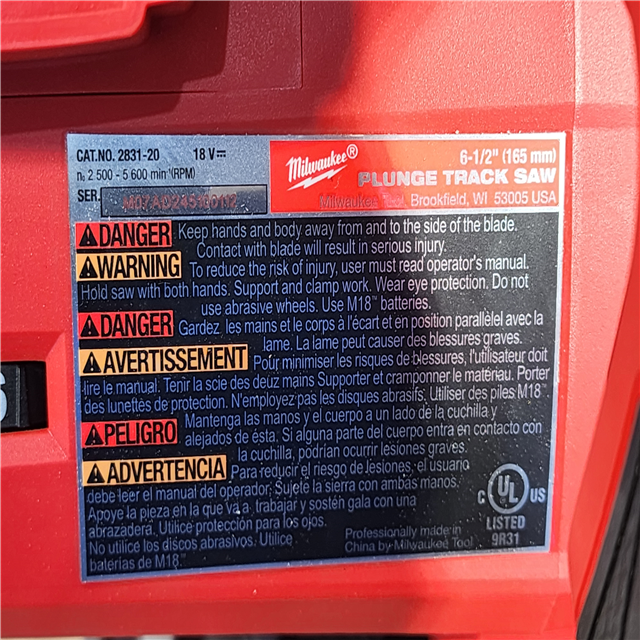 CAT.NO. 2831-20 18 V⎓
n₀ 2 500 - 5 600 min⁻¹(RPM)
SER.
Milwaukee®
6-1/2" (165 mm)
PLUNGE TRACK SAW
Milwaukee Tool, Brookfield, WI 53005 USA
DANGER Keep hands and body away from and to the side of the blade.
Contact with blade will result in serious injury.
WARNING To reduce the risk of injury, user must read operator's manual.
Hold saw with both hands. Support and clamp work. Wear eye protection. Do not
use abrasive wheels. Use M18™ batteries.
DANGER Gardez les mains et le corps à l'écart et en position parallèlel avec la
lame. La lame peut causer des blessures graves.
AVERTISSEMENT Pour minimiser les risques de blessures, l'utilisateur doit
lire le manuel. Tenir la scie des deux mains Supporter et cramponner le matériau. Porter
des lunettes de protection. N'employez pas les disques abrasifs. Utiliser des piles M18™
PELIGRO Mantenga las manos y el cuerpo a un lado de la cuchilla y
alejados de ésta. Si alguna parte del cuerpo entra en contacto con
la cuchilla, podrían ocurrir lesiones graves.
ADVERTENCIA Para reducir el riesgo de lesiones, el usuario
debe leer el manual del operador. Sujete la sierra con ambas manos.
Apoye la pieza en la que va a trabajar y sostén gala con una
abrazadera. Utilice protección para los ojos.
No utilice los discos abrasivos. Utilice
baterías de M18™
Professionally made in
China by Milwaukee Tool
C UL US
LISTED
9R31
6